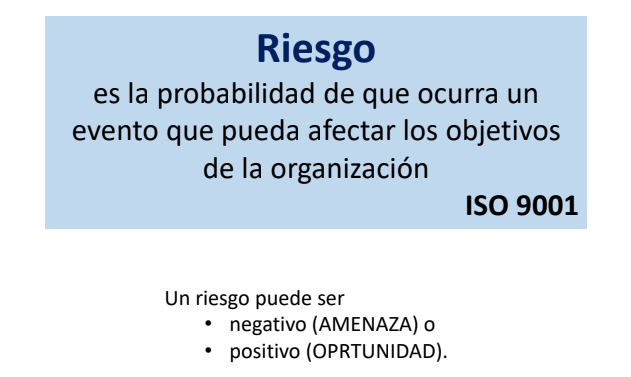 Riesgo
es la probabilidad de que ocurra un
evento que pueda afectar los objetivos
de la organización
ISO 9001
Un riesgo puede ser
• negativo (AMENAZA) o
• positivo (OPRTUNIDAD).